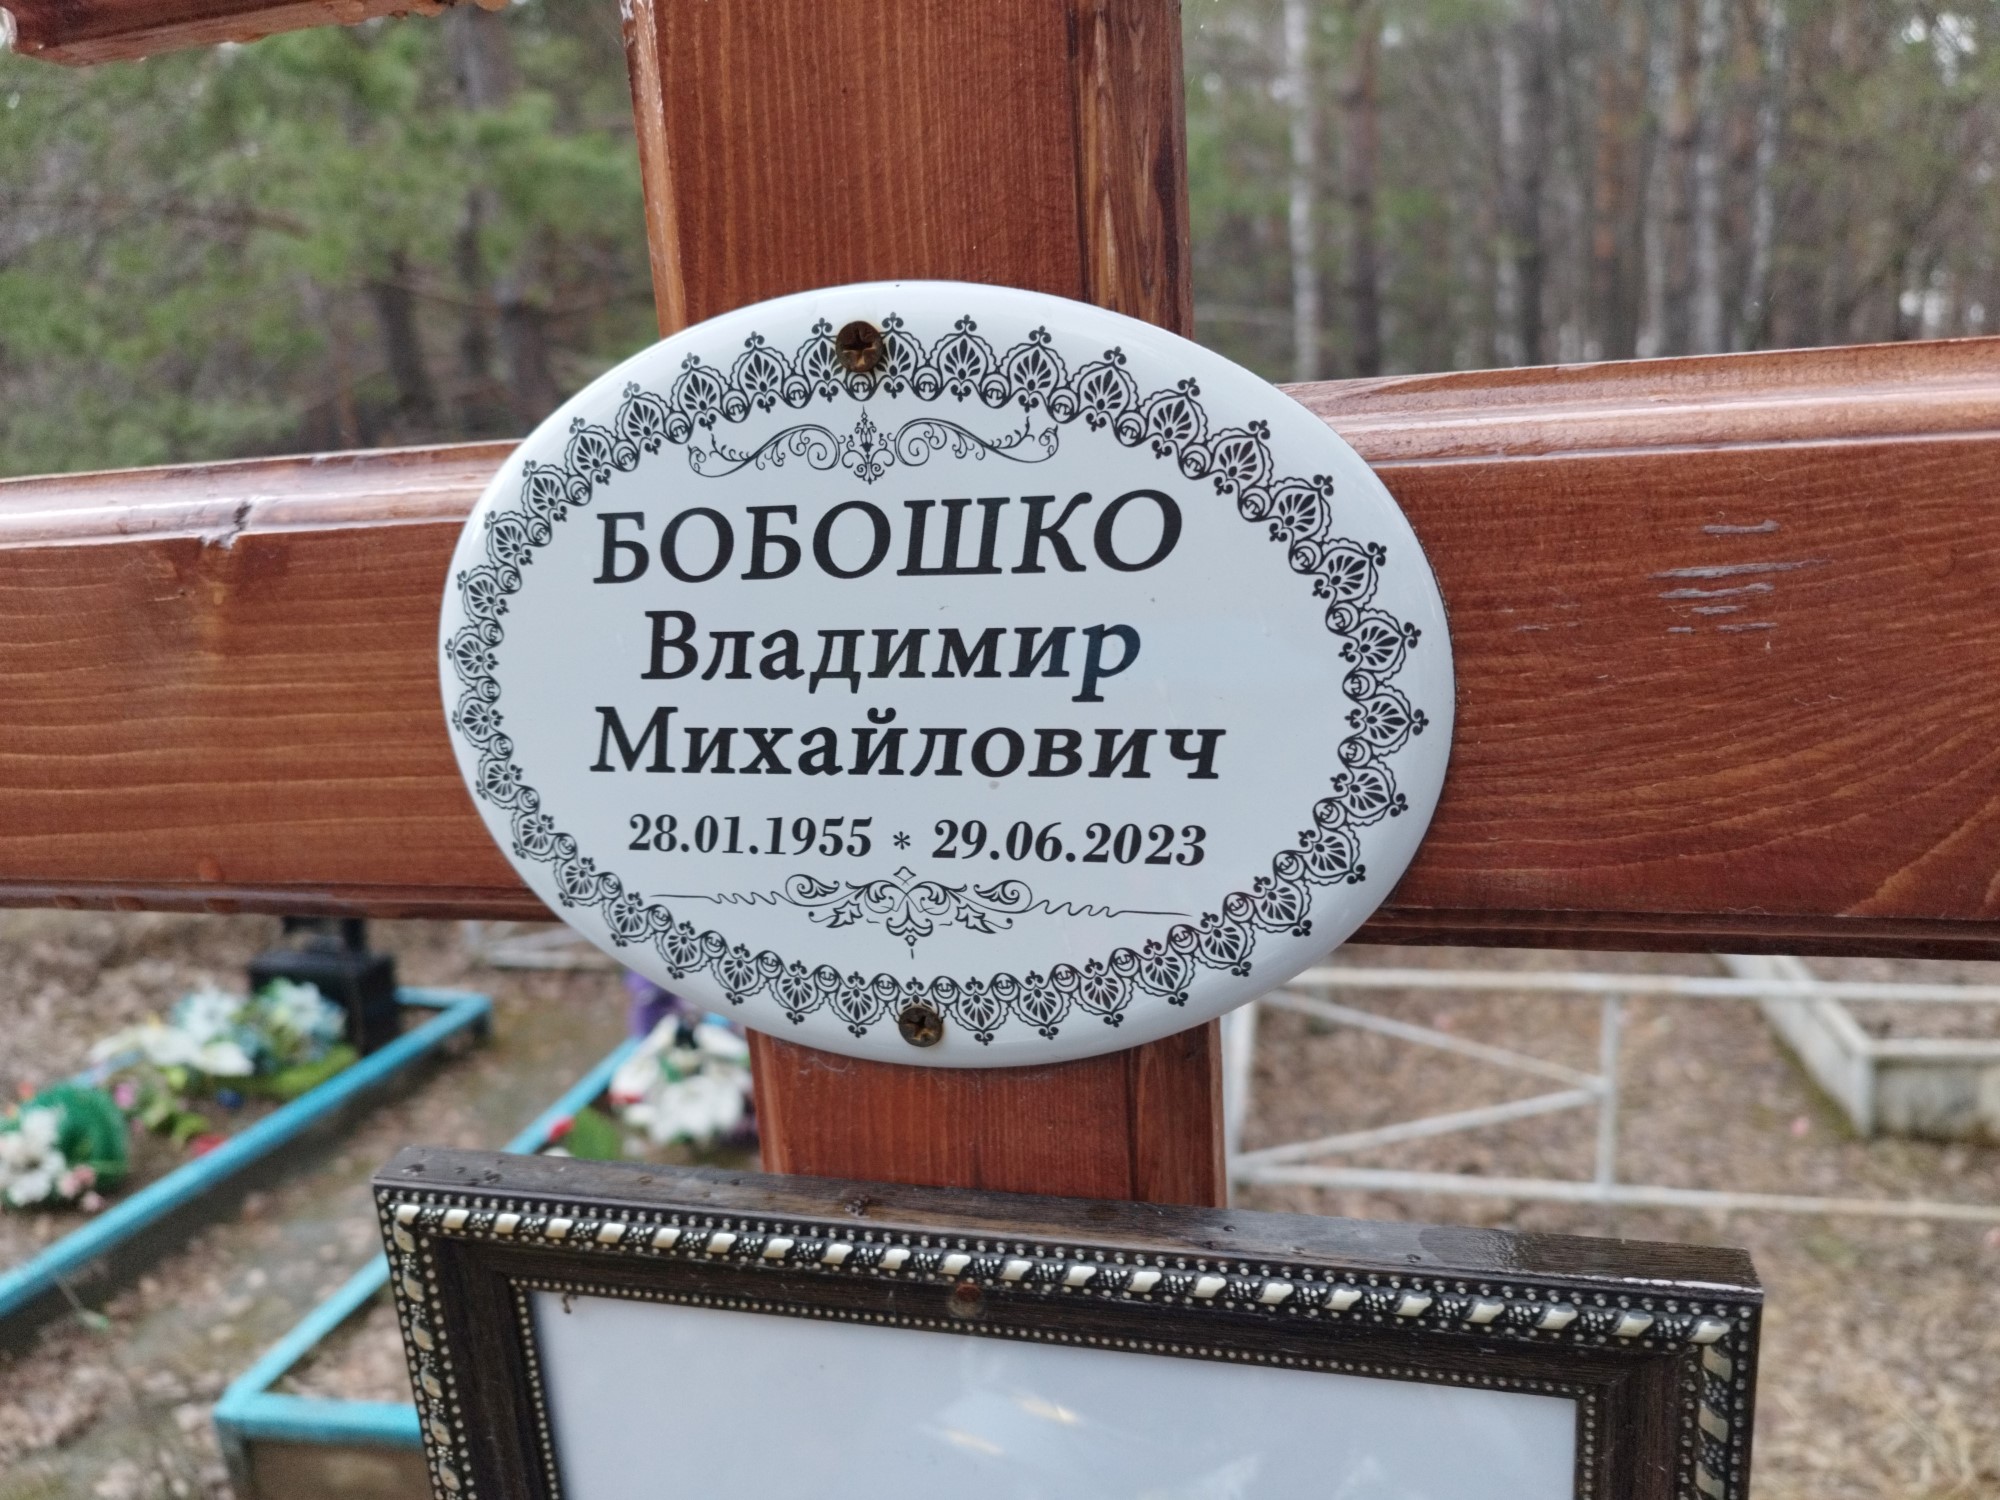 БОБОШКО
Владимир
Михайлович
28.01.1955 * 29.06.2023